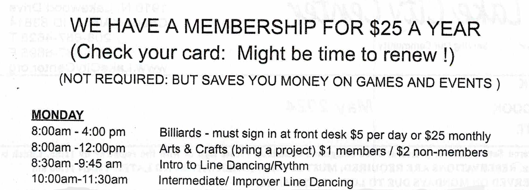 WE HAVE A MEMBERSHIP FOR $25 A YEAR
(Check your card: Might be time to renew !)
(NOT REQUIRED: BUT SAVES YOU MONEY ON GAMES AND EVENTS )
MONDAY
8:00am - 4:00 pm Billiards - must sign in at front desk $5 per day or $25 monthly
8:00am -12:00pm Arts & Crafts (bring a project) $1 members / $2 non-members
8:30am -9:45 am Intro to Line Dancing/Rythm
10:00am-11:30am Intermediate/ Improver Line Dancing